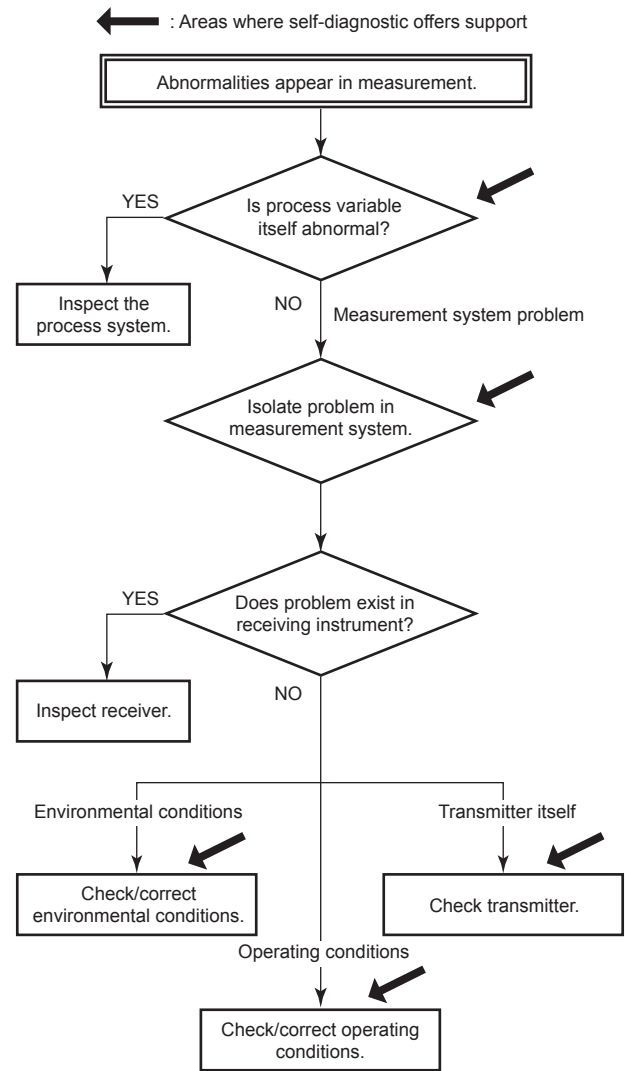 : Areas where self-diagnostic offers support
Abnormalities appear in measurement.
YES
Is process variable
itself abnormal?
Inspect the
process system.
NO
Measurement system problem
Isolate problem in
measurement system.
YES
Does problem exist in
receiving instrument?
Inspect receiver.
NO
Environmental conditions
Transmitter itself
Check/correct
environmental conditions.
Check transmitter.
Operating conditions
Check/correct operating
conditions.